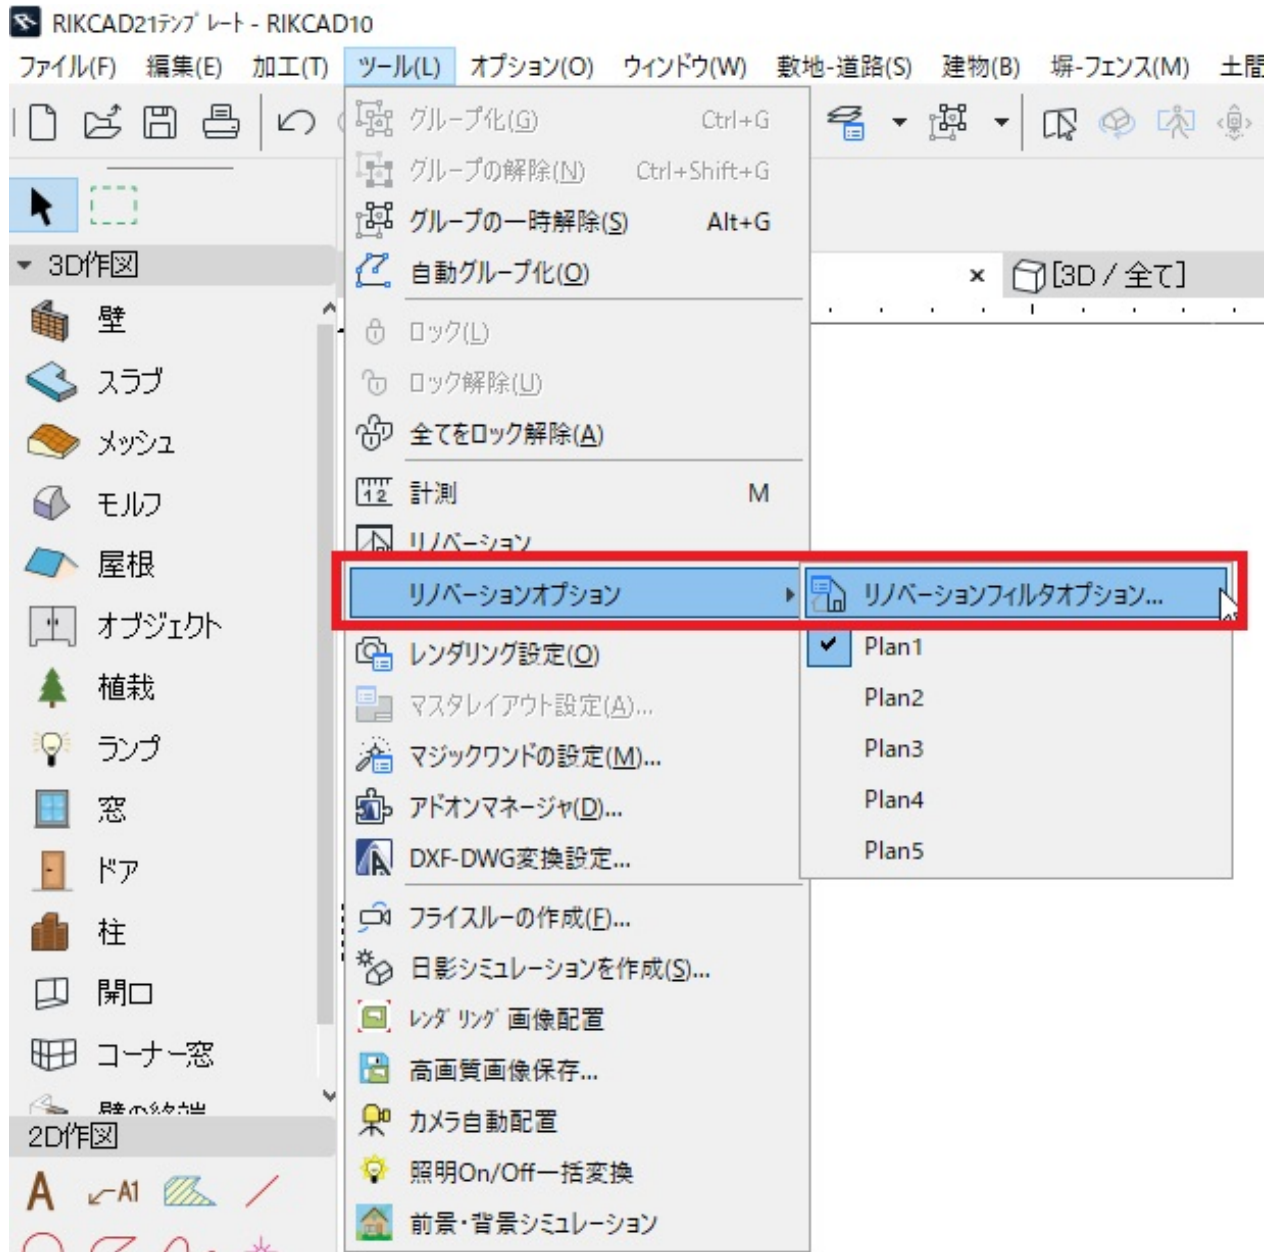 RIKCAD21ﾃﾝﾌﾟﾚｰﾄ - RIKCAD10
ファイル(F) 編集(E) 加工(T) ツール(L) オプション(O) ウィンドウ(W) 敷地-道路(S) 建物(B) 塀-フェンス(M) 土間
グループ化(G) Ctrl+G
グループの解除(N) Ctrl+Shift+G
グループの一時解除(S) Alt+G
自動グループ化(O)
ロック(L)
ロック解除(U)
全てをロック解除(A)
12 計測 M
リノベーション
リノベーションオプション
リノベーションフィルタオプション...
Plan1
Plan2
Plan3
Plan4
Plan5
レンダリング設定(O)
マスタレイアウト設定(A)...
マジックワンドの設定(M)...
アドオンマネージャ(D)...
DXF-DWG変換設定...
フライスルーの作成(F)...
日影シミュレーションを作成(S)...
ﾚﾝﾀﾞﾘﾝｸﾞ画像配置
高画質画像保存...
カメラ自動配置
照明On/Off一括変換
前景・背景シミュレーション
[3D / 全て]
3D作図
壁
スラブ
メッシュ
モルフ
屋根
オブジェクト
植栽
ランプ
窓
ドア
柱
開口
コーナー窓
壁の終端
2D作図
A A1